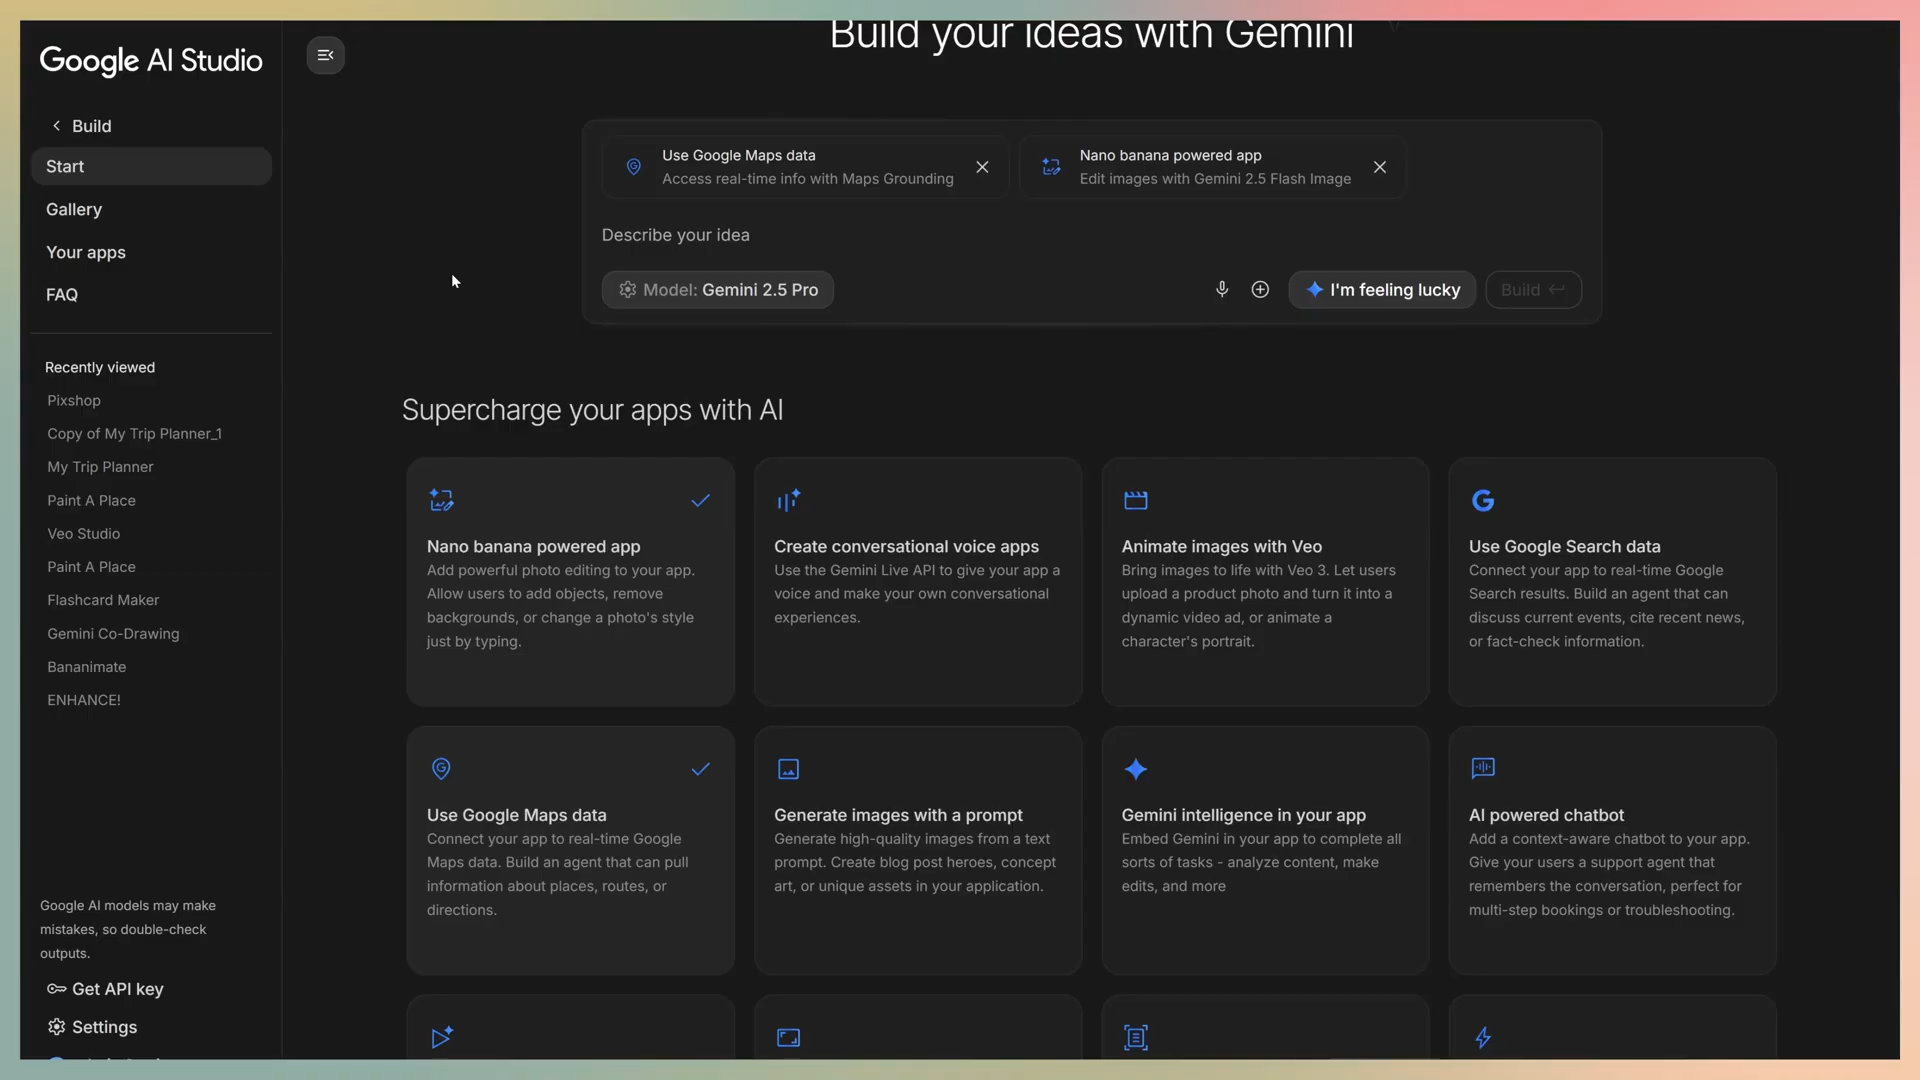 Google AI Studio
Build
Start
Gallery
Your apps
FAQ
Recently viewed
Pixshop
Copy of My Trip Planner_1
My Trip Planner
Paint A Place
Veo Studio
Paint A Place
Flashcard Maker
Gemini Co-Drawing
Bananimate
ENHANCE!
Google AI models may make
mistakes, so double-check
outputs.
Get API key
Settings
Build your ideas with Gemini
Use Google Maps data
Access real-time info with Maps Grounding
Nano banana powered app
Edit images with Gemini 2.5 Flash Image
Describe your idea
Model: Gemini 2.5 Pro
I'm feeling lucky
Build
Supercharge your apps with AI
Nano banana powered app
Add powerful photo editing to your app.
Allow users to add objects, remove
backgrounds, or change a photo's style
just by typing.
Create conversational voice apps
Use the Gemini Live API to give your app a
voice and make your own conversational
experiences.
Animate images with Veo
Bring images to life with Veo 3. Let users
upload a product photo and turn it into a
dynamic video ad, or animate a
character's portrait.
Use Google Search data
Connect your app to real-time Google
Search results. Build an agent that can
discuss current events, cite recent news,
or fact-check information.
Use Google Maps data
Connect your app to real-time Google
Maps data. Build an agent that can pull
information about places, routes, or
directions.
Generate images with a prompt
Generate high-quality images from a text
prompt. Create blog post heroes, concept
art, or unique assets in your application.
Gemini intelligence in your app
Embed Gemini in your app to complete all
sorts of tasks - analyze content, make
edits, and more
AI powered chatbot
Add a context-aware chatbot to your app.
Give your users a support agent that
remembers the conversation, perfect for
multi-step bookings or troubleshooting.